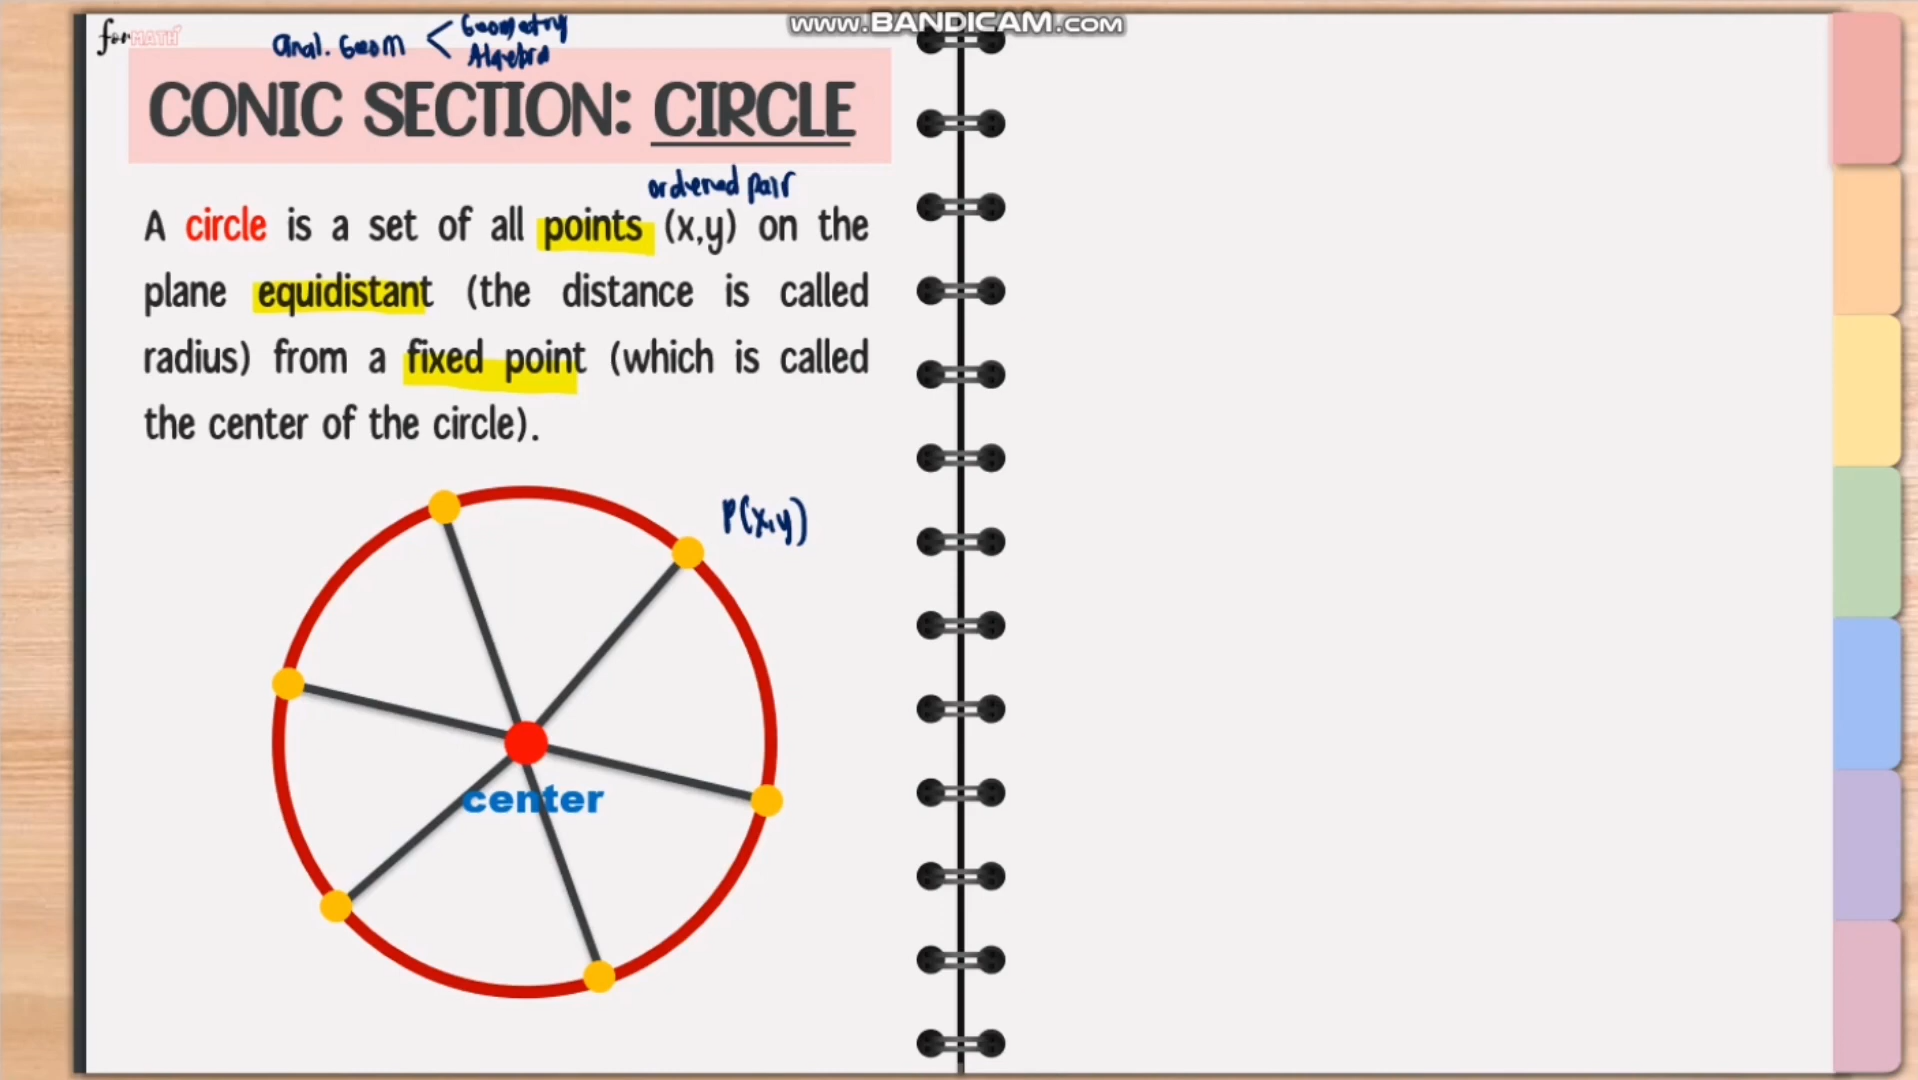 www.BANDICAM.com
for MATH
anal. Geom < Geometry
Algebra
CONIC SECTION: CIRCLE
ordered pair
A circle is a set of all points (x,y) on the
plane equidistant (the distance is called
radius) from a fixed point (which is called
the center of the circle).
P(x,y)
center